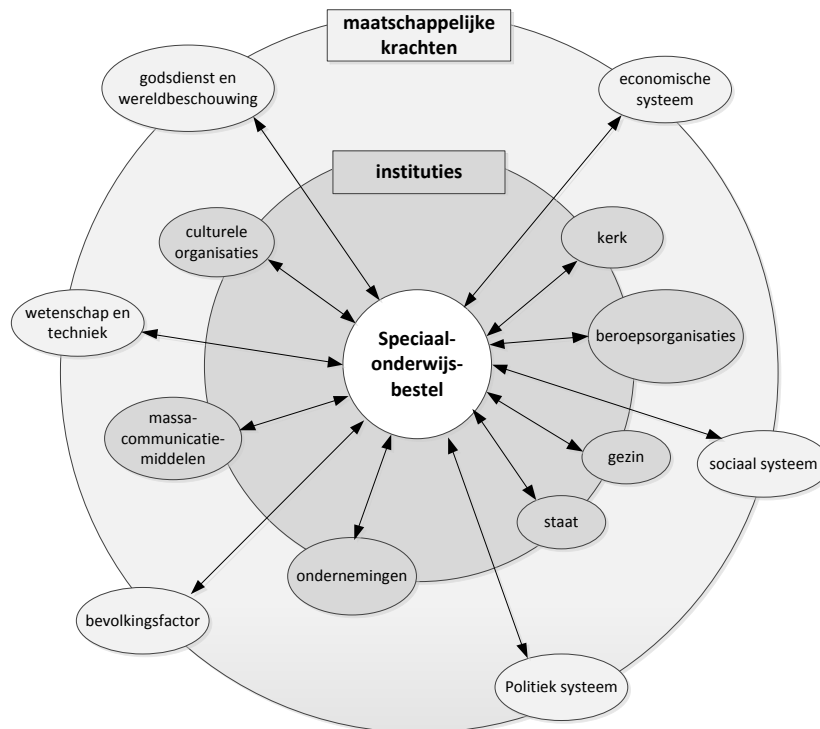 maatschappelijke
krachten
godsdienst en
wereldbeschouwing
economische
systeem
instituties
culturele
organisaties
kerk
wetenschap en
techniek
Speciaal-
onderwijs-
bestel
beroepsorganisaties
massa-
communicatie-
middelen
gezin
sociaal systeem
staat
ondernemingen
bevolkingsfactor
Politiek systeem